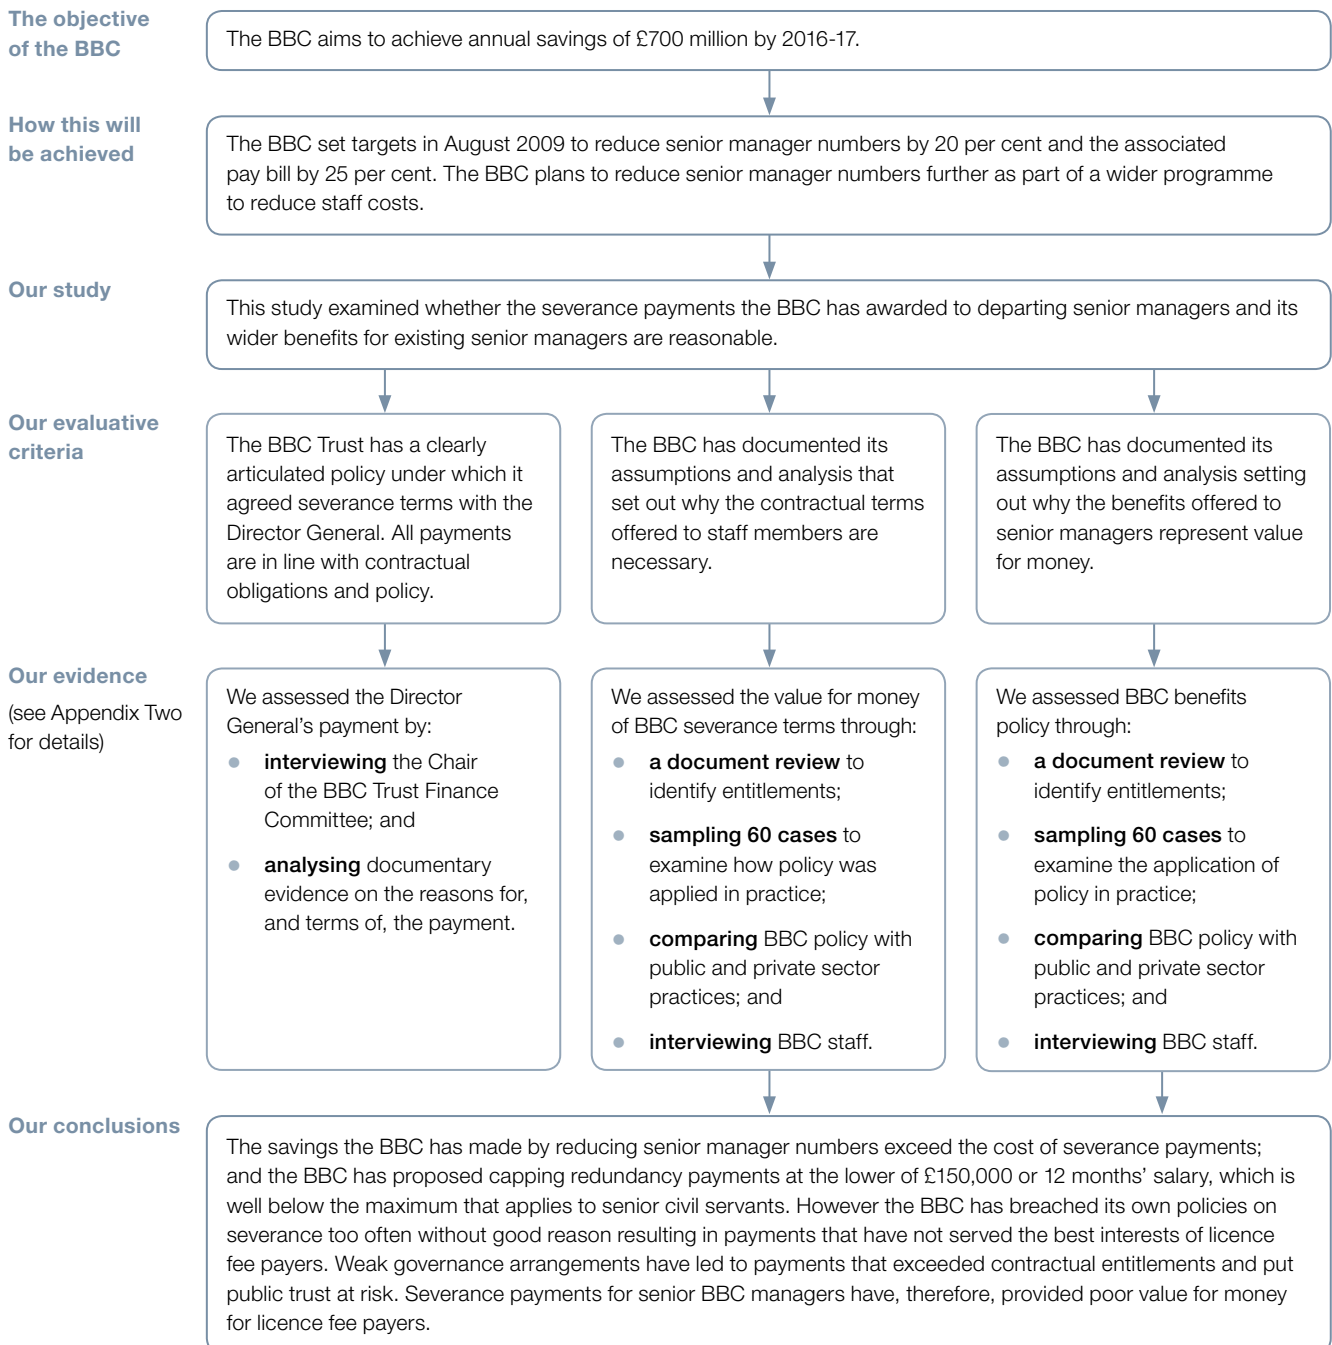 The objective
of the BBC
The BBC aims to achieve annual savings of £700 million by 2016-17.
How this will
be achieved
The BBC set targets in August 2009 to reduce senior manager numbers by 20 per cent and the associated
pay bill by 25 per cent. The BBC plans to reduce senior manager numbers further as part of a wider programme
to reduce staff costs.
Our study
This study examined whether the severance payments the BBC has awarded to departing senior managers and its
wider benefits for existing senior managers are reasonable.
Our evaluative
criteria
The BBC Trust has a clearly
articulated policy under which it
agreed severance terms with the
Director General. All payments
are in line with contractual
obligations and policy.
The BBC has documented its
assumptions and analysis that
set out why the contractual terms
offered to staff members are
necessary.
The BBC has documented its
assumptions and analysis setting
out why the benefits offered to
senior managers represent value
for money.
Our evidence
(see Appendix Two
for details)
We assessed the Director
General's payment by:
● interviewing the Chair
of the BBC Trust Finance
Committee; and
● analysing documentary
evidence on the reasons for,
and terms of, the payment.
We assessed the value for money
of BBC severance terms through:
● a document review to
identify entitlements;
● sampling 60 cases to
examine how policy was
applied in practice;
● comparing BBC policy with
public and private sector
practices; and
● interviewing BBC staff.
We assessed BBC benefits
policy through:
● a document review to
identify entitlements;
● sampling 60 cases to
examine the application of
policy in practice;
● comparing BBC policy with
public and private sector
practices; and
● interviewing BBC staff.
Our conclusions
The savings the BBC has made by reducing senior manager numbers exceed the cost of severance payments;
and the BBC has proposed capping redundancy payments at the lower of £150,000 or 12 months' salary, which is
well below the maximum that applies to senior civil servants. However the BBC has breached its own policies on
severance too often without good reason resulting in payments that have not served the best interests of licence
fee payers. Weak governance arrangements have led to payments that exceeded contractual entitlements and put
public trust at risk. Severance payments for senior BBC managers have, therefore, provided poor value for money
for licence fee payers.